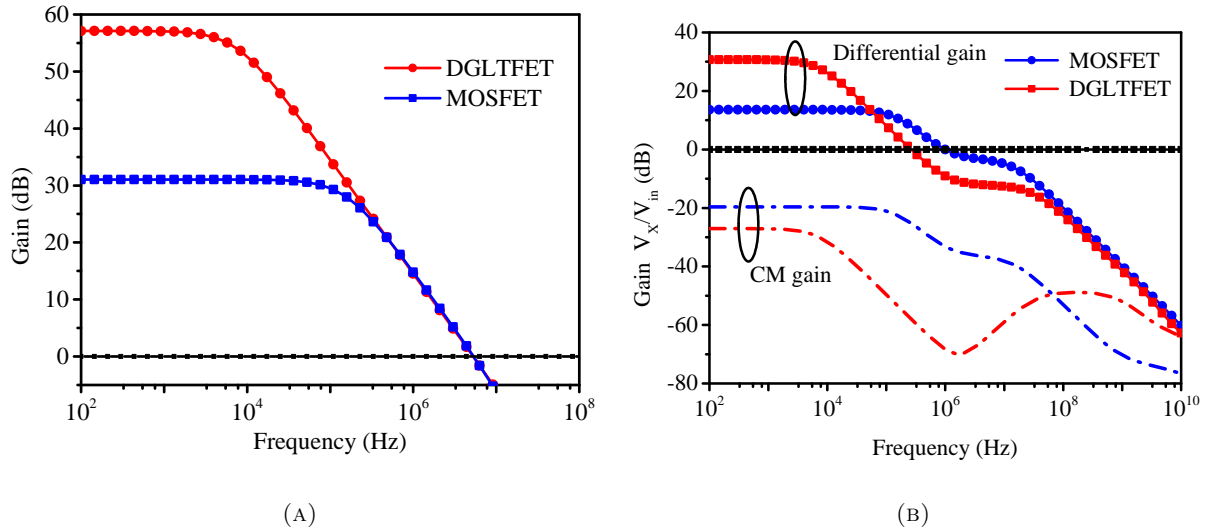 60
50
40
30
20
10
0
Gain (dB)
DGLTFET
MOSFET
10^2 10^4 10^6 10^8
Frequency (Hz)
(A)
40
20
0
-20
-40
-60
-80
Gain V_X/V_in (dB)
Differential gain
MOSFET
DGLTFET
CM gain
10^2 10^4 10^6 10^8 10^10
Frequency (Hz)
(B)